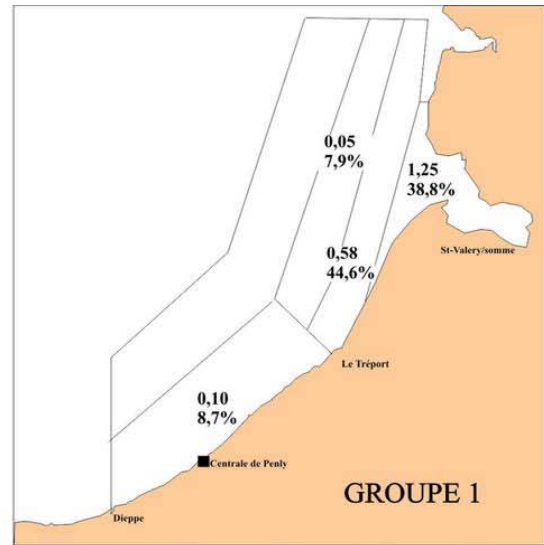 0,05
7,9%
1,25
38,8%
St-Valery/somme
0,58
44,6%
Le Tréport
0,10
8,7%
Centrale de Penly
GROUPE 1
Dieppe